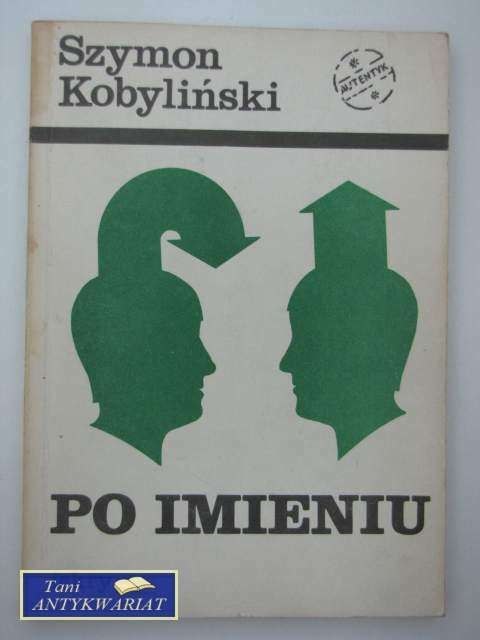 Szymon
Kobyliński
AUTENTYK
PO IMIENIU
Tani
ANTYKWARIAT